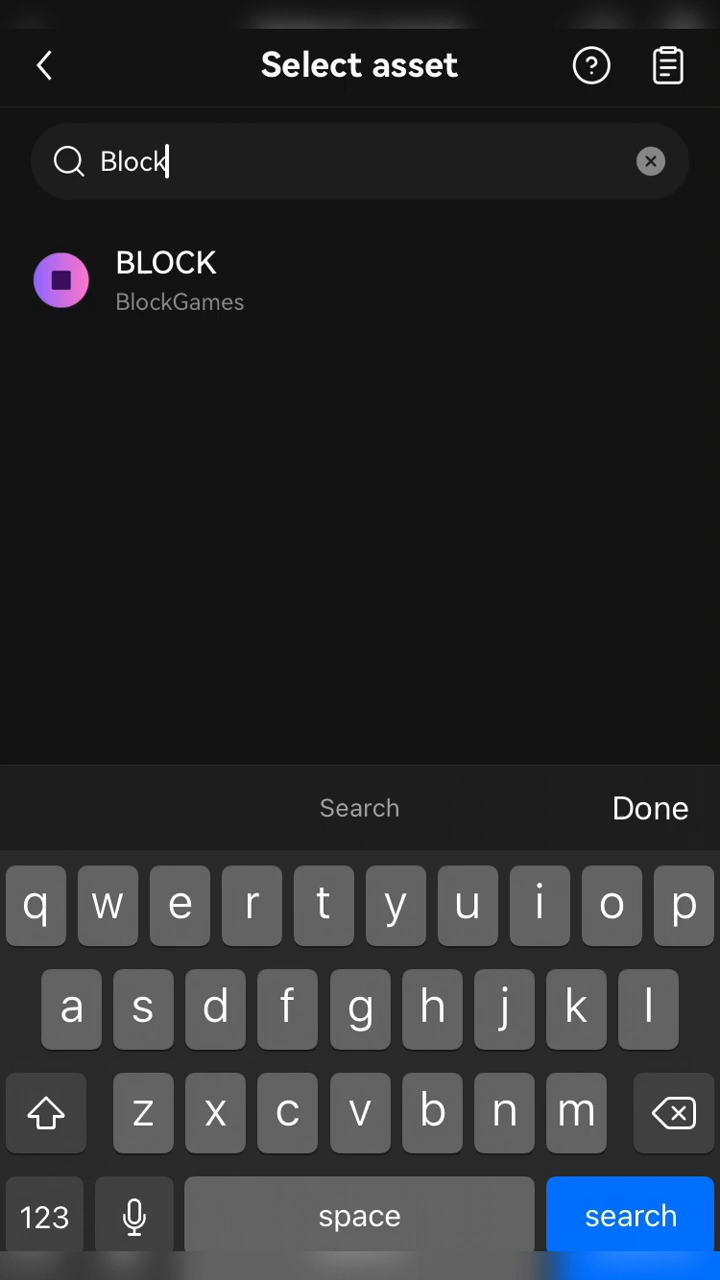 Select asset
Block
BLOCK
BlockGames
Search Done
q w e r t y u i o p
a s d f g h j k l
z x c v b n m
123 space search